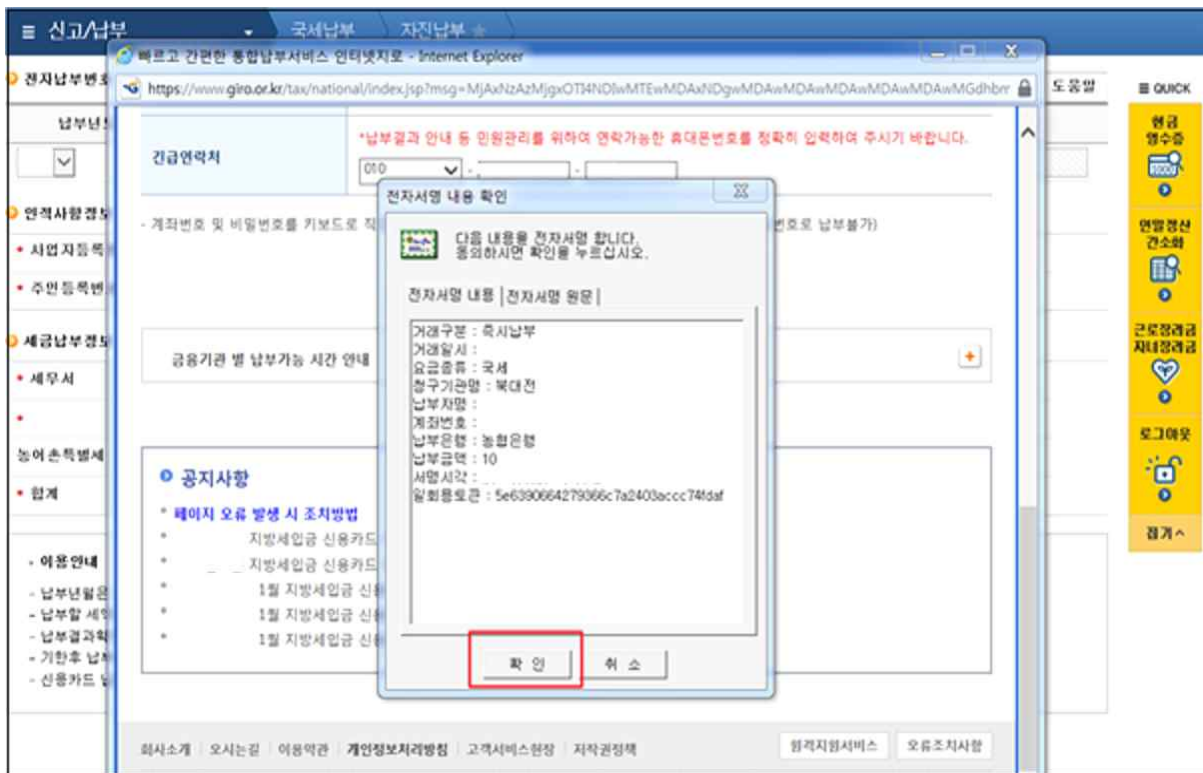 ≡ 신고/납부
국세납부
자진납부
빠르고 간편한 통합납부서비스 인터넷지로 - Internet Explorer
전자납부번호
도움말
납부년
인적사항정보
* 사업자등록
* 주민등록번
세금납부정보
* 세무서
농어촌특별세
* 합계
- 이용안내
- 납부년월은
- 납부할 세
- 납부결과확
- 기한후 납부
- 신용카드 납
긴급연락처
*납부결과 안내 등 민원관리를 위하여 연락가능한 휴대폰번호를 정확히 입력하여 주시기 바랍니다.
010 - -
- 계좌번호 및 비밀번호를 키보드로 직
번호로 납부불가)
금융기관 별 납부가능 시간 안내
공지사항
* 페이지 오류 발생 시 조치방법
* 지방세입금 신용카드
* 지방세입금 신용카드
* 1월 지방세입금 신용
* 1월 지방세입금 신용
* 1월 지방세입금 신용
전자서명 내용 확인
다음 내용을 전자서명 합니다.
동의하시면 확인을 누르십시오.
전자서명 내용 | 전자서명 원문 |
거래구분 : 즉시납부
거래일시 :
요금종류 : 국세
청구기관명 : 북대전
납부자명 :
계좌번호 :
납부은행 : 농협은행
납부금액 : 10
서명시각 :
일회용토큰 : 5e6390664279366c7a2403accc74fdaf
확 인
취 소
회사소개
오시는길
이용약관
개인정보처리방침
고객서비스헌장
저작권정책
원격지원서비스
오류조치사항
≡ QUICK
현금
영수증
연말정산
간소화
근로장려금
자녀장려금
로그아웃
접기 ^